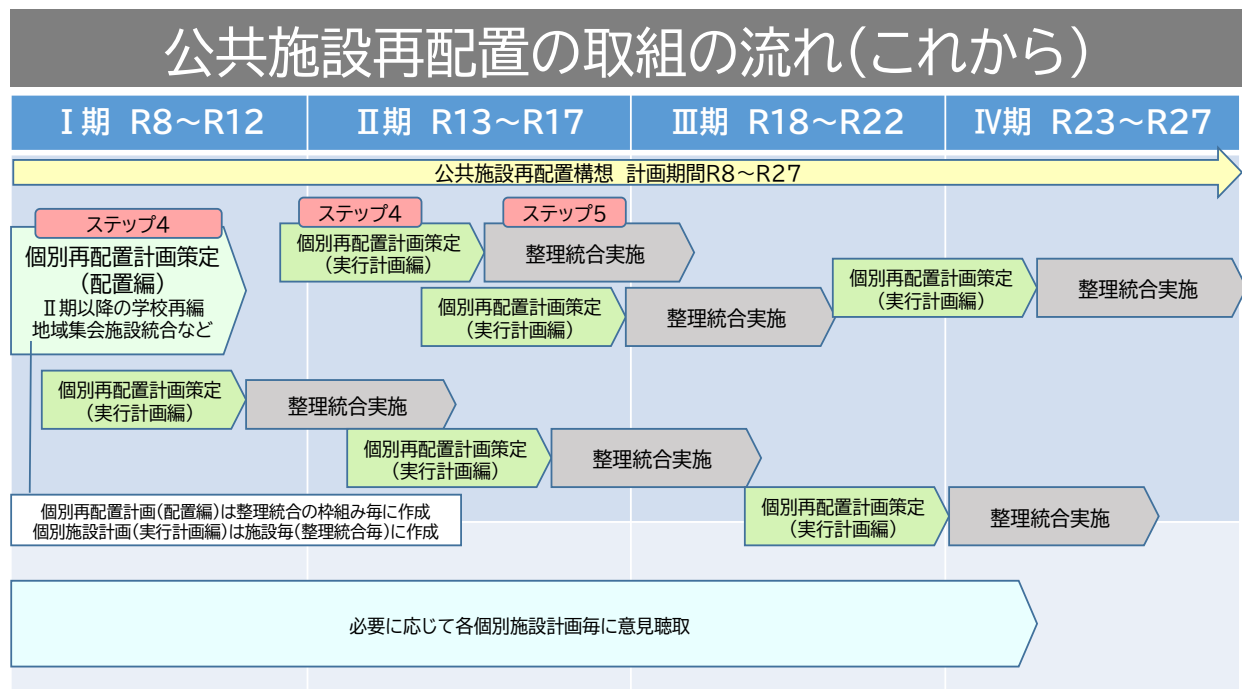 公共施設再配置の取組の流れ(これから)
Ⅰ期 R8~R12
Ⅱ期 R13~R17
Ⅲ期 R18~R22
Ⅳ期 R23~R27
公共施設再配置構想 計画期間R8~R27
ステップ4
個別再配置計画策定
(配置編)
Ⅱ期以降の学校再編
地域集会施設統合など
ステップ4
個別再配置計画策定
(実行計画編)
ステップ5
整理統合実施
個別再配置計画策定
(実行計画編)
整理統合実施
個別再配置計画策定
(実行計画編)
整理統合実施
個別再配置計画策定
(実行計画編)
整理統合実施
個別再配置計画策定
(実行計画編)
整理統合実施
個別再配置計画策定
(実行計画編)
整理統合実施
個別再配置計画(配置編)は整理統合の枠組み毎に作成
個別施設計画(実行計画編)は施設毎(整理統合毎)に作成
必要に応じて各個別施設計画毎に意見聴取